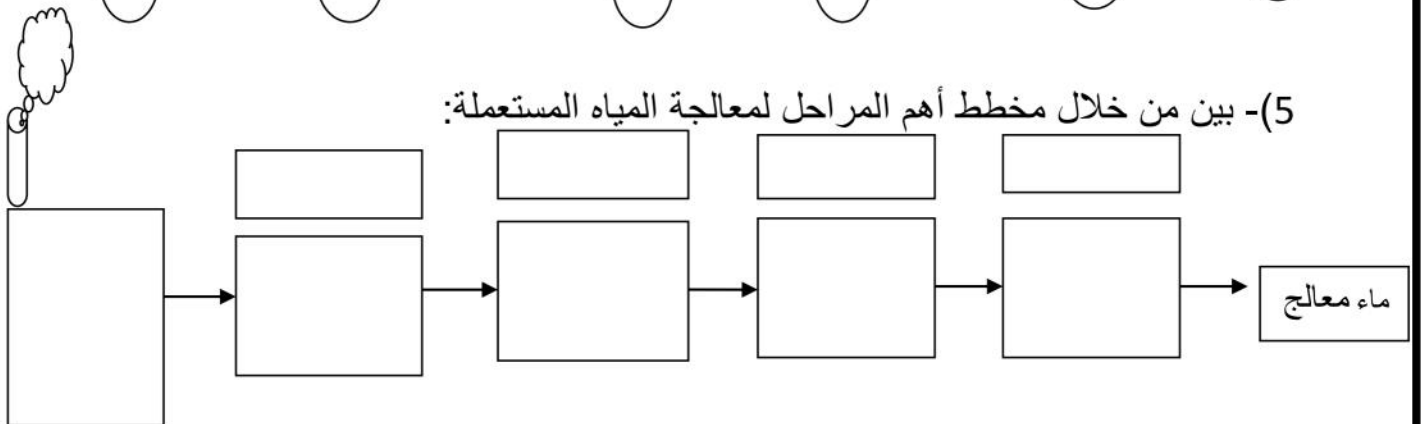 5)- بين من خلال مخطط أهم المراحل لمعالجة المياه المستعملة:
ماء معالج